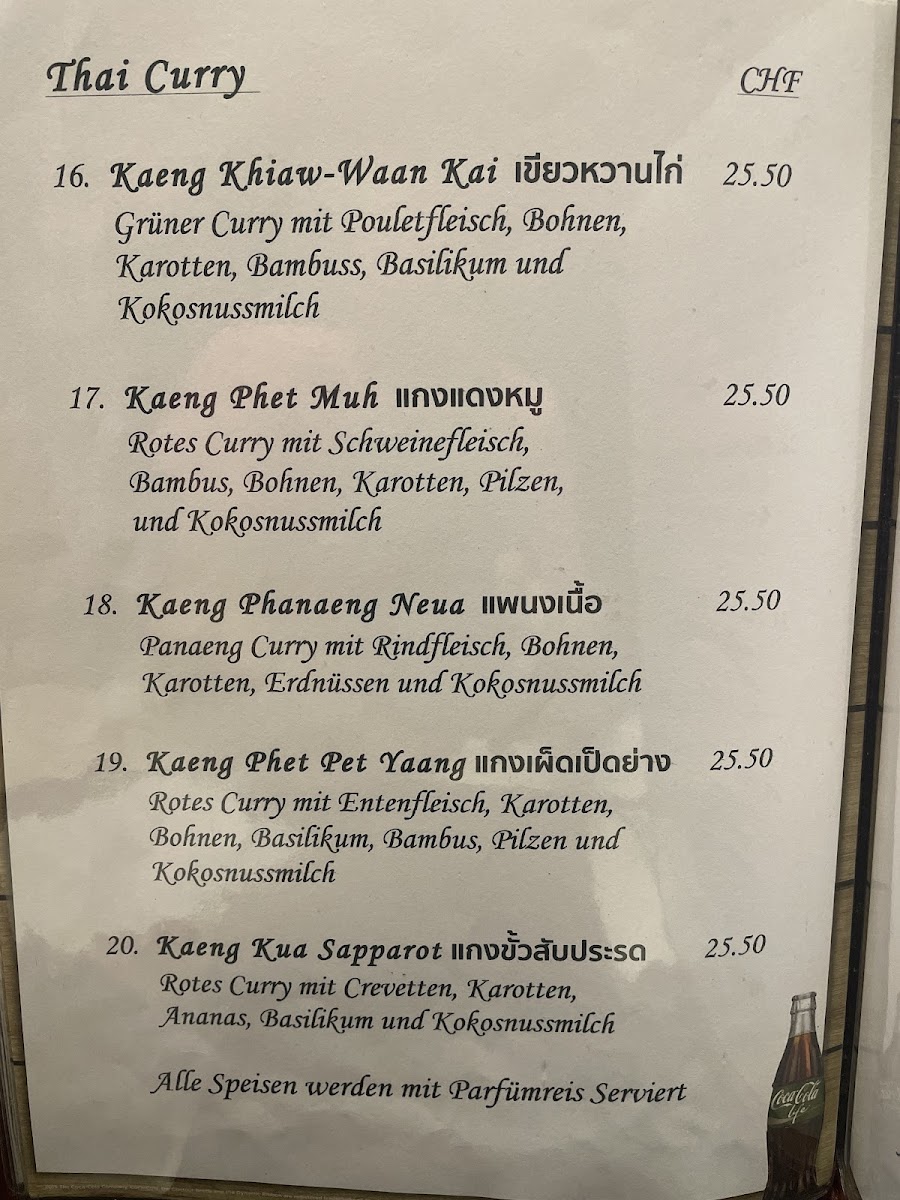 Thai Curry CHF
16. Kaeng Khiaw-Waan Kai เขียวหวานไก่ 25.50
Grüner Curry mit Pouletfleisch, Bohnen,
Karotten, Bambuss, Basilikum und
Kokosnussmilch
17. Kaeng Phet Muh แกงแดงหมู 25.50
Rotes Curry mit Schweinefleisch,
Bambus, Bohnen, Karotten, Pilzen,
und Kokosnussmilch
18. Kaeng Phanaeng Neua แพนงเนื้อ 25.50
Panaeng Curry mit Rindfleisch, Bohnen,
Karotten, Erdnüssen und Kokosnussmilch
19. Kaeng Phet Pet Yaang แกงเผ็ดเป็ดย่าง 25.50
Rotes Curry mit Entenfleisch, Karotten,
Bohnen, Basilikum, Bambus, Pilzen und
Kokosnussmilch
20. Kaeng Kua Sapparot แกงขั้วสับประรด 25.50
Rotes Curry mit Crevetten, Karotten,
Ananas, Basilikum und Kokosnussmilch
Alle Speisen werden mit Parfümreis Serviert
Coca-Cola
life